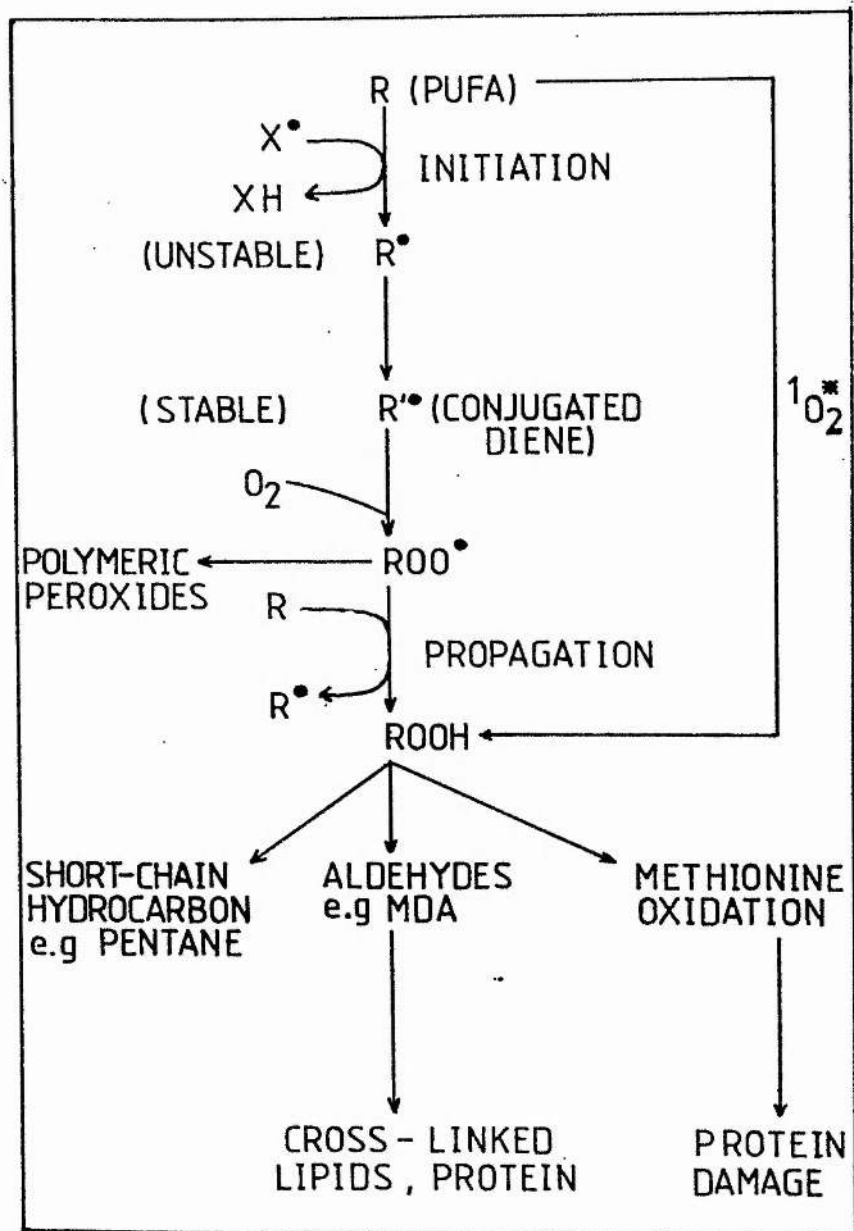 R (PUFA)
X•
INITIATION
XH
(UNSTABLE) R•
(STABLE) R'• (CONJUGATED
DIENE)
¹O₂*
O₂
POLYMERIC
PEROXIDES
ROO•
R
PROPAGATION
R•
ROOH
SHORT-CHAIN
HYDROCARBON
e.g PENTANE
ALDEHYDES
e.g MDA
METHIONINE
OXIDATION
CROSS-LINKED
LIPIDS, PROTEIN
PROTEIN
DAMAGE